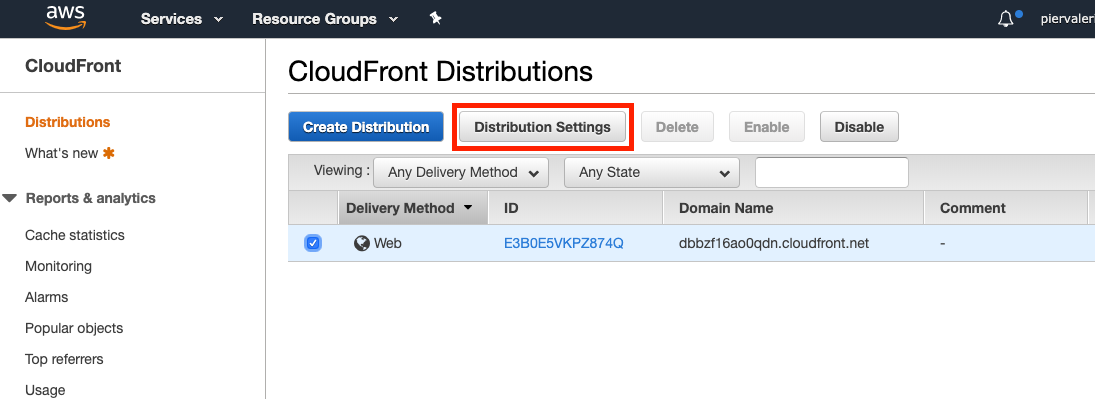 aws Services Resource Groups
CloudFront
Distributions
What's new
Reports & analytics
Cache statistics
Monitoring
Alarms
Popular objects
Top referrers
Usage
CloudFront Distributions
Create Distribution Distribution Settings Delete Enable Disable
Viewing : Any Delivery Method Any State
Delivery Method ID Domain Name Comment
Web E3B0E5VKPZ874Q dbbzf16ao0qdn.cloudfront.net -